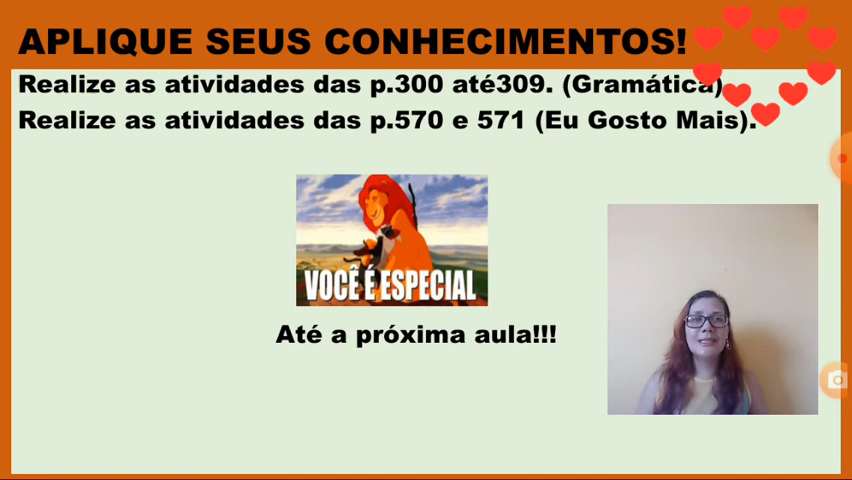 APLIQUE SEUS CONHECIMENTOS!
Realize as atividades das p.300 até309. (Gramática)
Realize as atividades das p.570 e 571 (Eu Gosto Mais).
VOCÊ É ESPECIAL
Até a próxima aula!!!